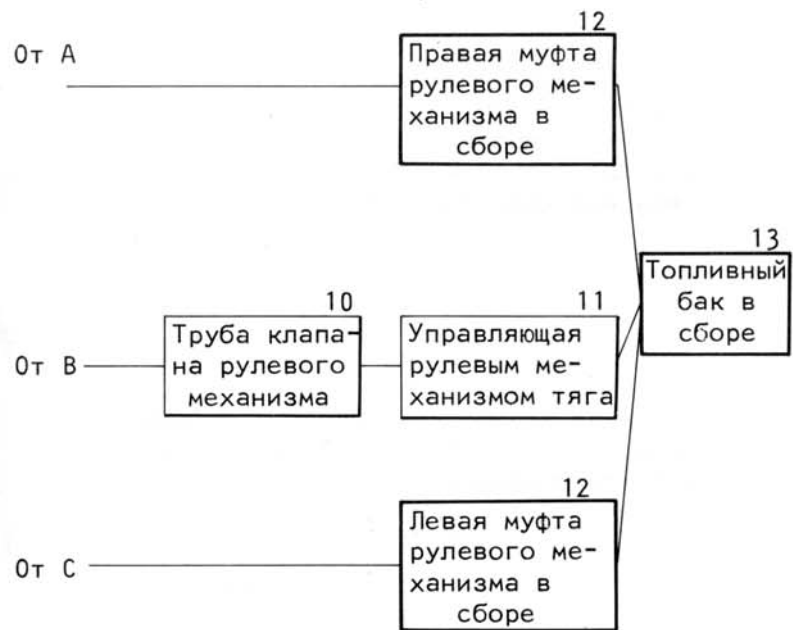 12
От А
Правая муфта
рулевого ме-
ханизма в
сборе
13
Топливный
бак в
сборе
10
11
От В
Труба клапа-
на рулевого
механизма
Управляющая
рулевым ме-
ханизмом тяга
12
От С
Левая муфта
рулевого ме-
ханизма в
сборе